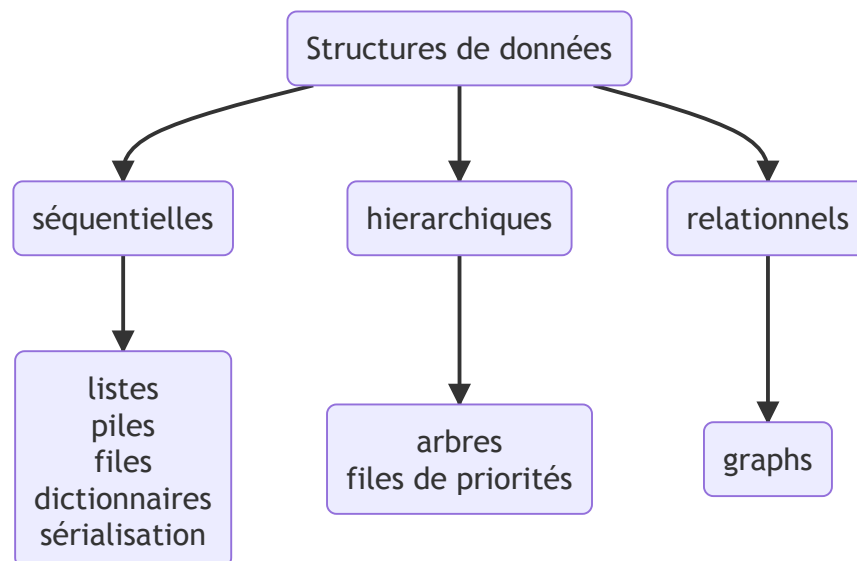 Structures de données
séquentielles
hierarchiques
relationnels
listes
piles
files
dictionnaires
sérialisation
arbres
files de priorités
graphs